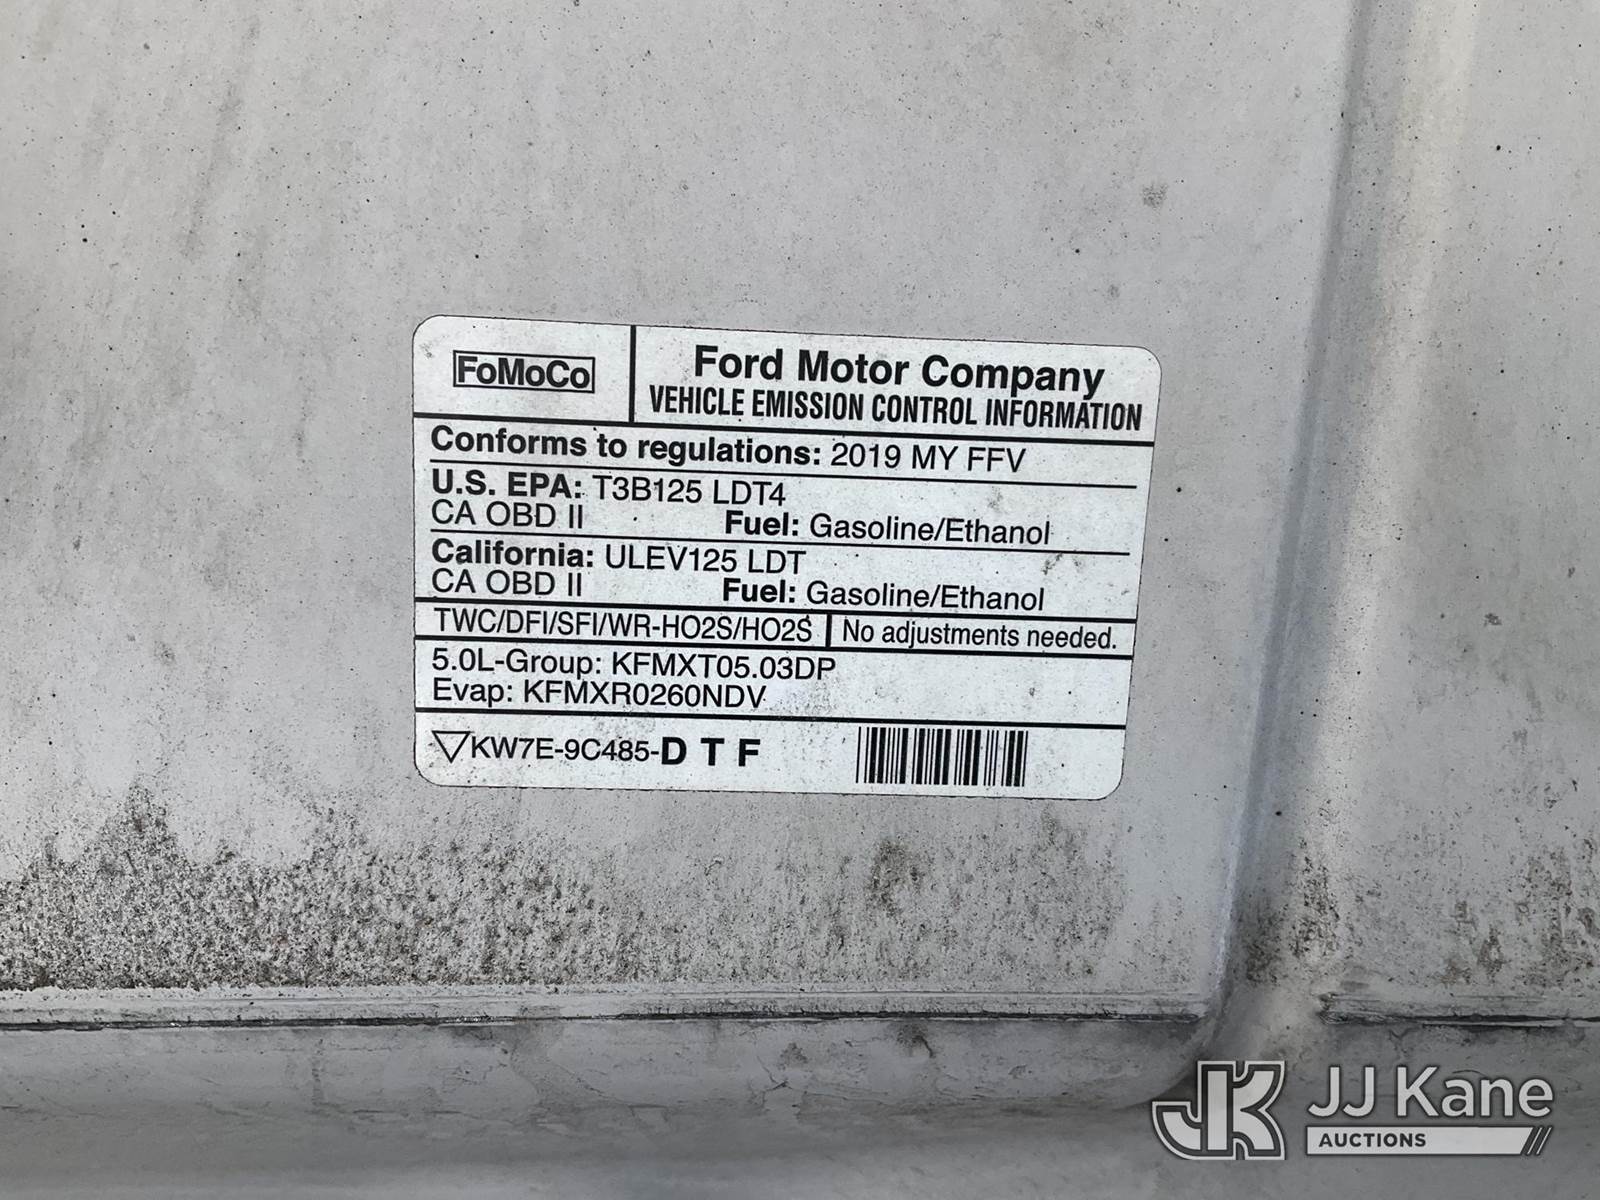 FoMoCo
Ford Motor Company
VEHICLE EMISSION CONTROL INFORMATION
Conforms to regulations: 2019 MY FFV
U.S. EPA: T3B125 LDT4
CA OBD II Fuel: Gasoline/Ethanol
California: ULEV125 LDT
CA OBD II Fuel: Gasoline/Ethanol
TWC/DFI/SFI/WR-HO2S/HO2S No adjustments needed.
5.0L-Group: KFMXT05.03DP
Evap: KFMXR0260NDV
KW7E-9C485-D T F
JK JJ Kane
AUCTIONS